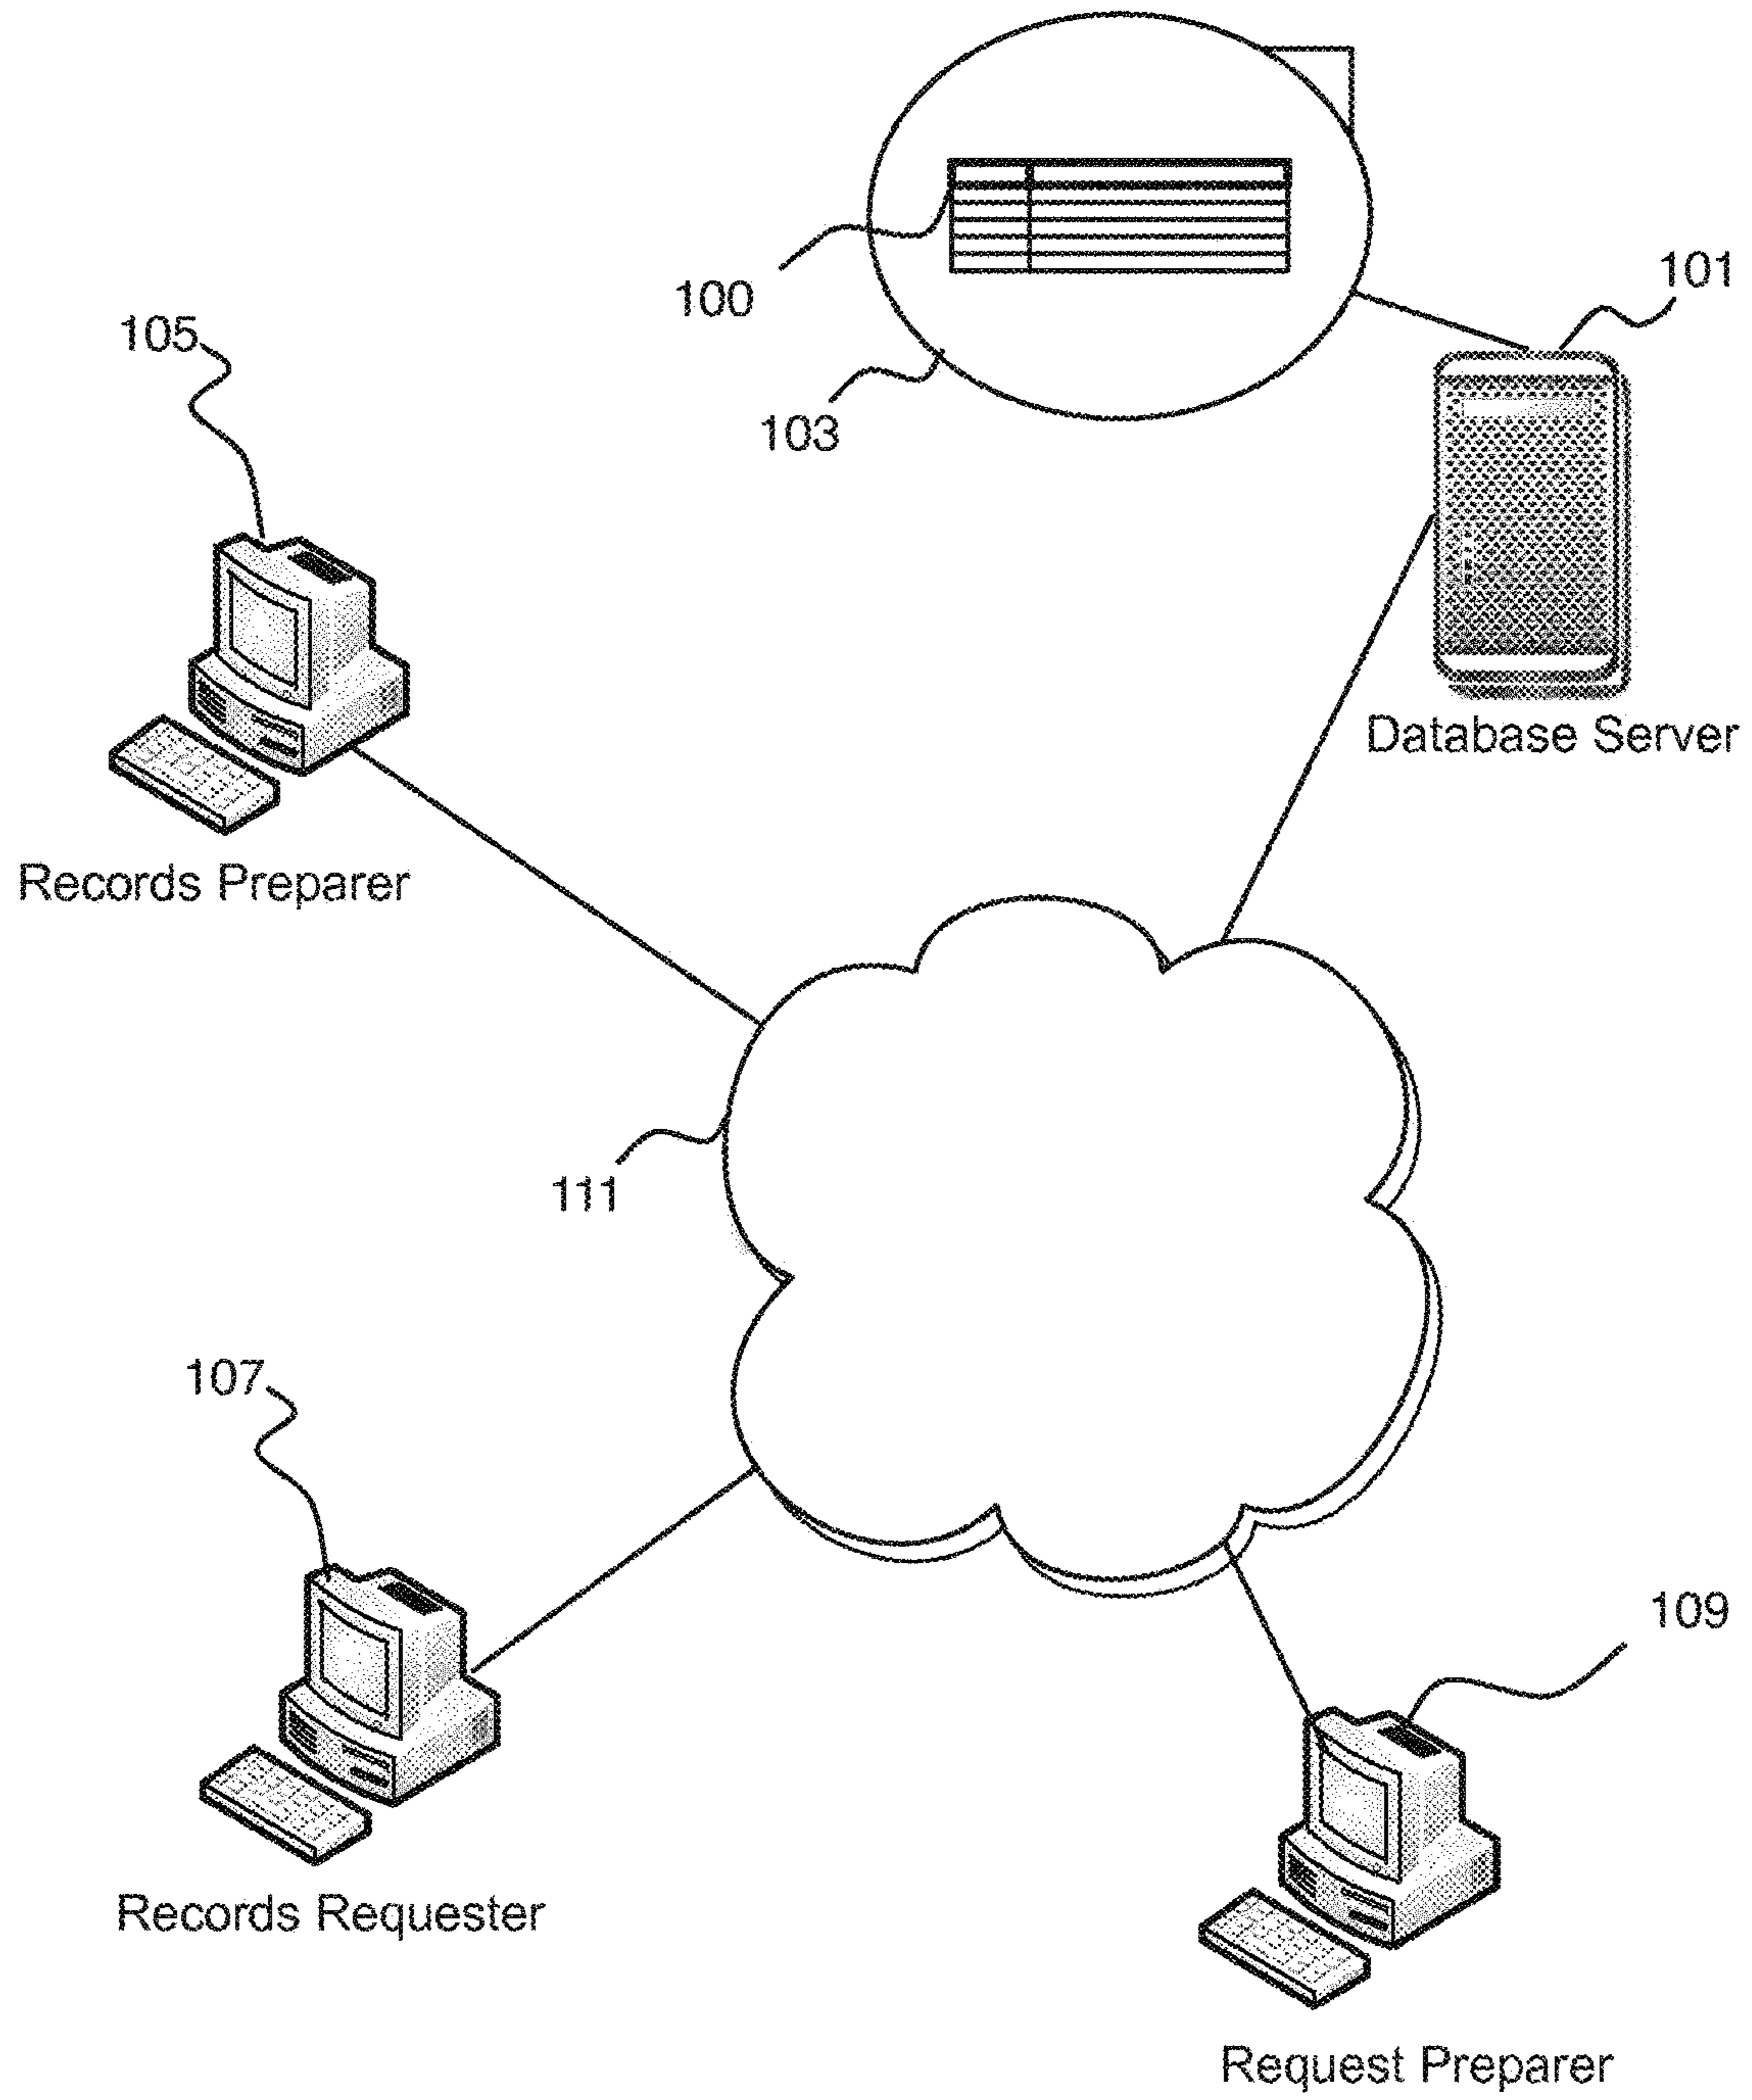 100
101
103
105
Database Server
Records Preparer
111
107
109
Records Requester
Request Preparer